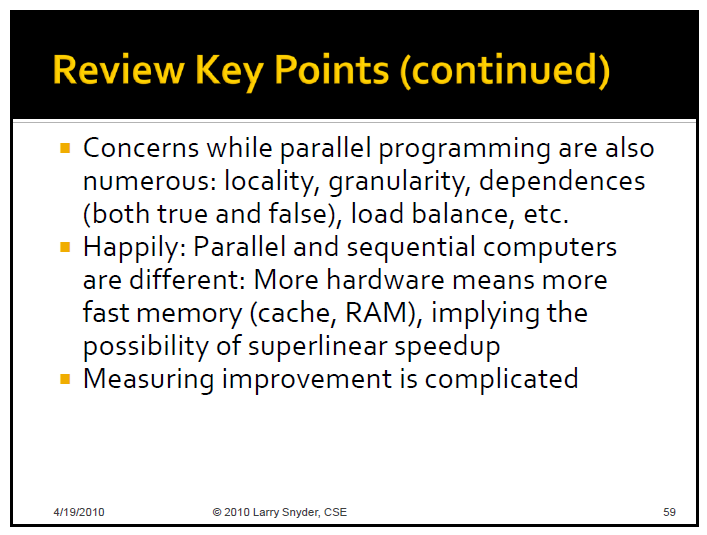 Review Key Points (continued)
▪ Concerns while parallel programming are also
numerous: locality, granularity, dependences
(both true and false), load balance, etc.
▪ Happily: Parallel and sequential computers
are different: More hardware means more
fast memory (cache, RAM), implying the
possibility of superlinear speedup
▪ Measuring improvement is complicated
4/19/2010 © 2010 Larry Snyder, CSE 59